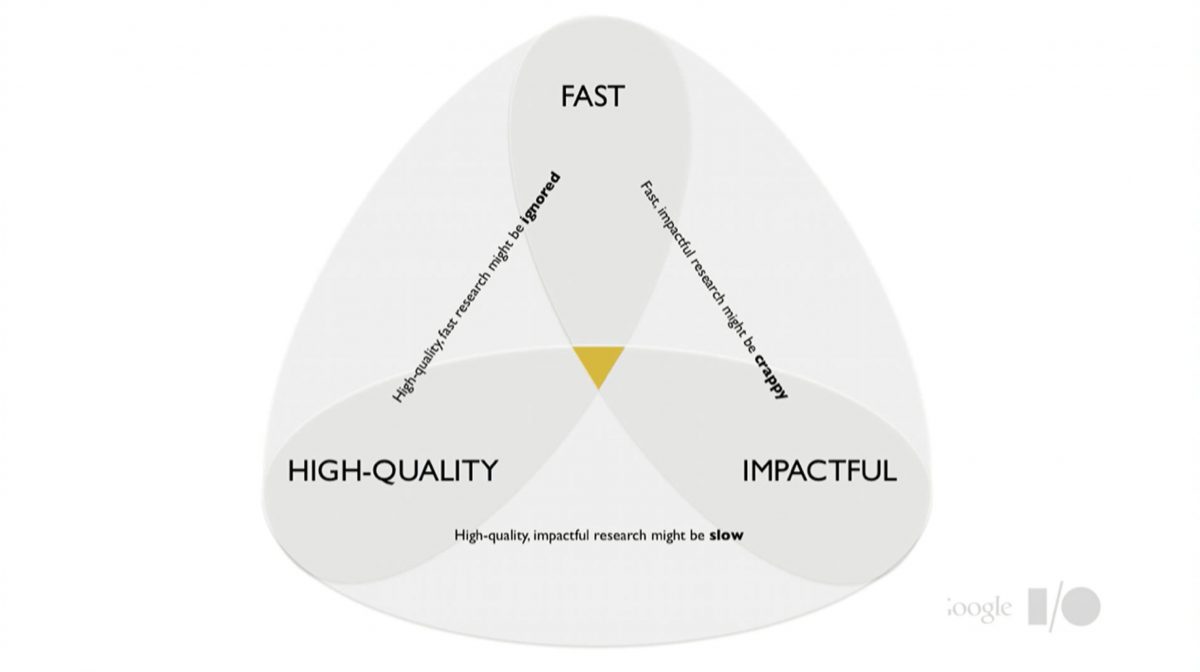 FAST
High-quality, fast research might be ignored
Fast, impactful research might be crappy
HIGH-QUALITY
IMPACTFUL
High-quality, impactful research might be slow
Google I/O